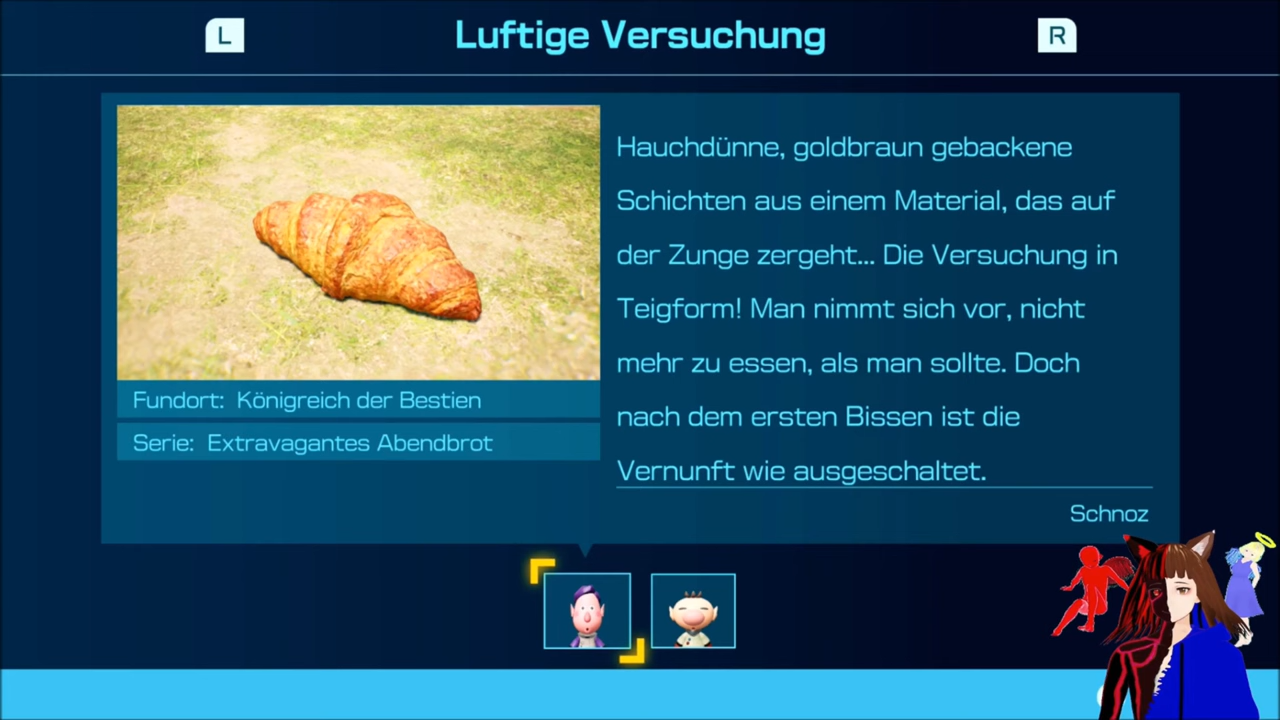 L
Luftige Versuchung
R
Hauchdünne, goldbraun gebackene
Schichten aus einem Material, das auf
der Zunge zergeht... Die Versuchung in
Teigform! Man nimmt sich vor, nicht
mehr zu essen, als man sollte. Doch
nach dem ersten Bissen ist die
Vernunft wie ausgeschaltet.
Schnoz
Fundort: Königreich der Bestien
Serie: Extravagantes Abendbrot